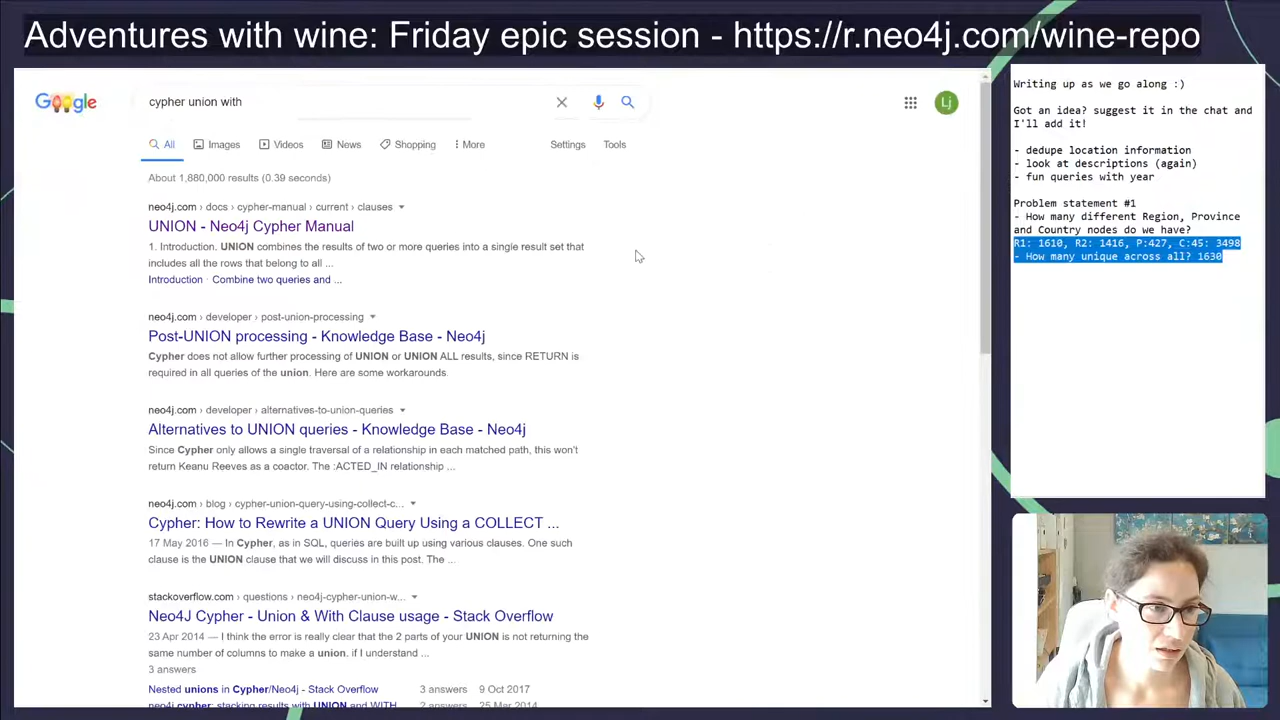 Adventures with wine: Friday epic session - https://r.neo4j.com/wine-repo
Google
cypher union with
Lj
All
Images
Videos
News
Shopping
More
Settings
Tools
About 1,880,000 results (0.39 seconds)
neo4j.com › docs › cypher-manual › current › clauses
UNION - Neo4j Cypher Manual
1. Introduction. UNION combines the results of two or more queries into a single result set that
includes all the rows that belong to all ...
Introduction · Combine two queries and ...
neo4j.com › developer › post-union-processing
Post-UNION processing - Knowledge Base - Neo4j
Cypher does not allow further processing of UNION or UNION ALL results, since RETURN is
required in all queries of the union. Here are some workarounds.
neo4j.com › developer › alternatives-to-union-queries
Alternatives to UNION queries - Knowledge Base - Neo4j
Since Cypher only allows a single traversal of a relationship in each matched path, this won't
return Keanu Reeves as a coactor. The :ACTED_IN relationship ...
neo4j.com › blog › cypher-union-query-using-collect-c...
Cypher: How to Rewrite a UNION Query Using a COLLECT ...
17 May 2016 — In Cypher, as in SQL, queries are built up using various clauses. One such
clause is the UNION clause that we will discuss in this post. The ...
stackoverflow.com › questions › neo4j-cypher-union-w...
Neo4J Cypher - Union & With Clause usage - Stack Overflow
23 Apr 2014 — I think the error is really clear that the 2 parts of your UNION is not returning the
same number of columns to make a union. if I understand ...
3 answers
Nested unions in Cypher/Neo4j - Stack Overflow 3 answers 9 Oct 2017
neo4j cypher: stacking results with UNION and WITH 2 answers 25 Mar 2014
Writing up as we go along :)
Got an idea? suggest it in the chat and
I'll add it!
- dedupe location information
- look at descriptions (again)
- fun queries with year
Problem statement #1
- How many different Region, Province
and Country nodes do we have?
R1: 1610, R2: 1416, P:427, C:45: 3498
- How many unique across all? 1630